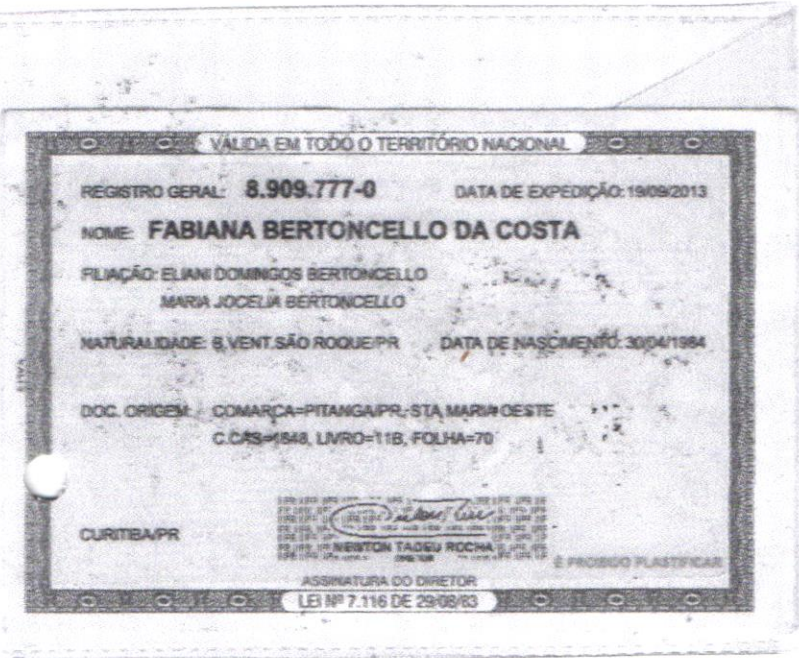 VÁLIDA EM TODO O TERRITÓRIO NACIONAL
REGISTRO GERAL: 8.909.777-0 DATA DE EXPEDIÇÃO: 19/09/2013
NOME: FABIANA BERTONCELLO DA COSTA
FILIAÇÃO: ELIANI DOMINGOS BERTONCELLO
MARIA JOCELIA BERTONCELLO
NATURALIDADE: B.VENT.SÃO ROQUE/PR DATA DE NASCIMENTO: 30/04/1984
DOC. ORIGEM: COMARCA=PITANGA/PR, STA MARIA OESTE
C.CAS=1648, LIVRO=11B, FOLHA=70
CURITIBA/PR
NEWTON TADEU ROCHA
DIRETOR
É PROIBIDO PLASTIFICAR
ASSINATURA DO DIRETOR
LEI Nº 7.116 DE 29/08/83